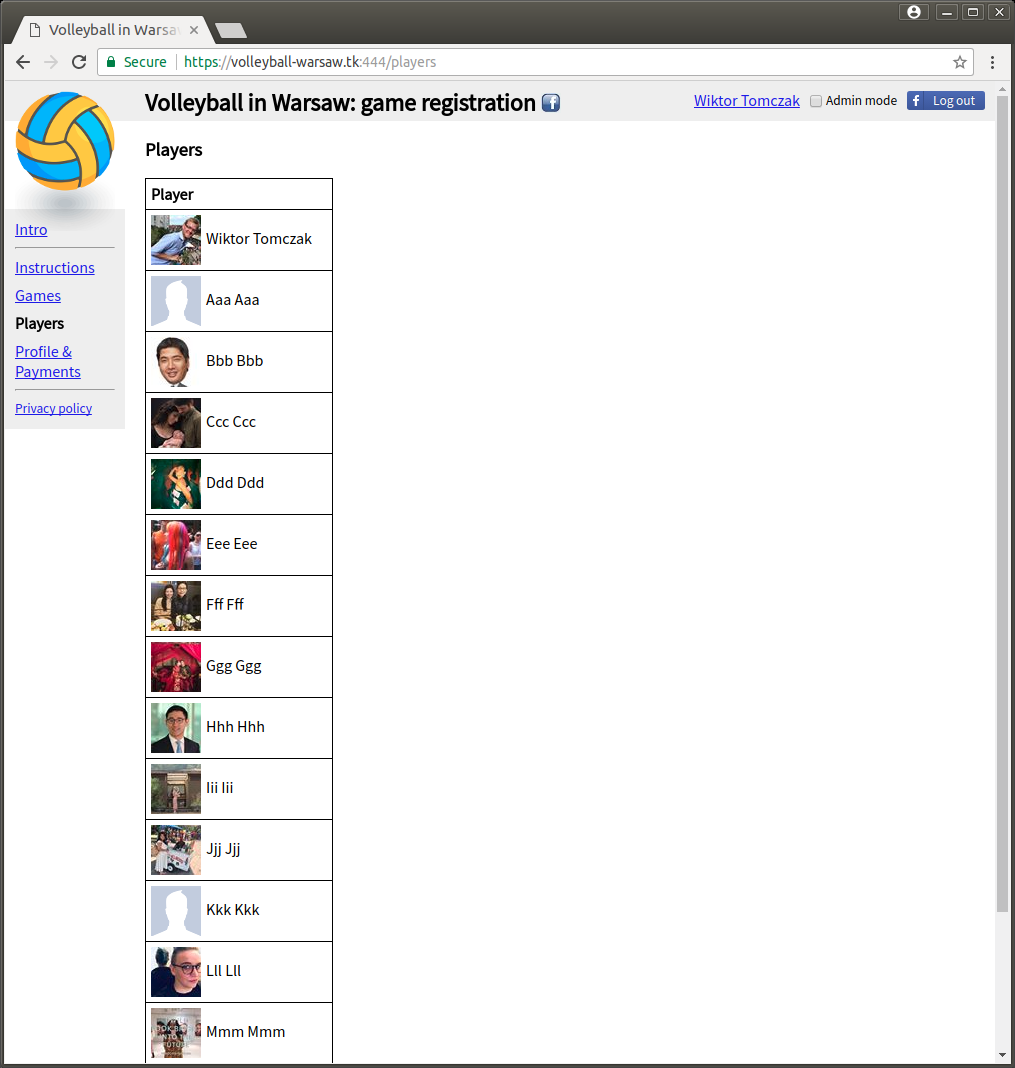 Volleyball in Warsa
Secure
https://volleyball-warsaw.tk:444/players
Volleyball in Warsaw: game registration f
Wiktor Tomczak
Admin mode
f Log out
Intro
Instructions
Games
Players
Profile &
Payments
Privacy policy
Players
Player
Wiktor Tomczak
Aaa Aaa
Bbb Bbb
Ccc Ccc
Ddd Ddd
Eee Eee
Fff Fff
Ggg Ggg
Hhh Hhh
Iii Iii
Jjj Jjj
Kkk Kkk
Lll Lll
Mmm Mmm